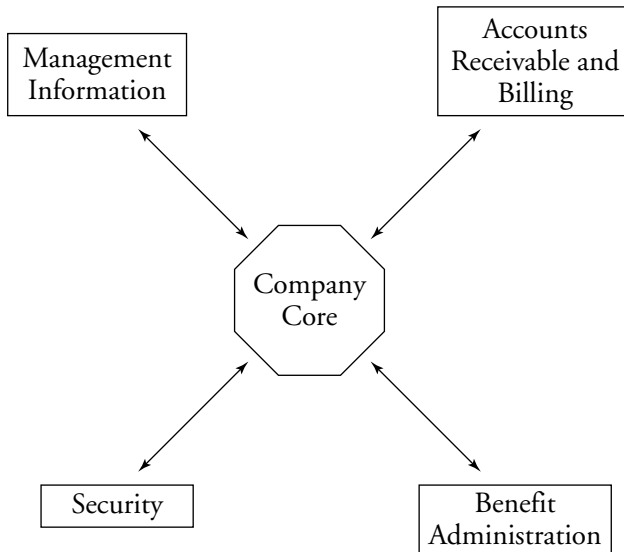 Management
Information
Accounts
Receivable and
Billing
Company
Core
Security
Benefit
Administration